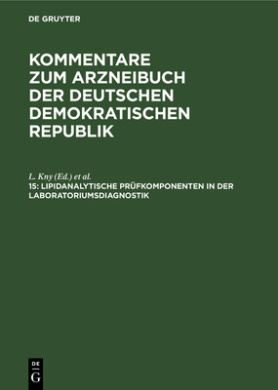 DE GRUYTER
KOMMENTARE
ZUM ARZNEIBUCH
DER DEUTSCHEN
DEMOKRATISCHEN
REPUBLIK
L. Kny (Ed.) et al.
15: LIPIDANALYTISCHE PRÜFKOMPONENTEN IN DER
LABORATORIUMSDIAGNOSTIK
DE
G